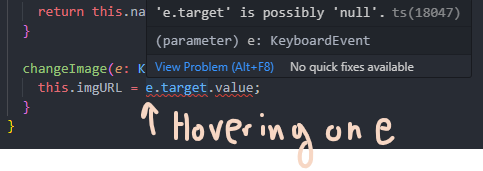 return this.na
'e.target' is possibly 'null'. ts(18047)
}
(parameter) e: KeyboardEvent
changeImage(e: K
View Problem (Alt+F8) No quick fixes available
this.imgURL = e.target.value;
}
}
Hovering on e